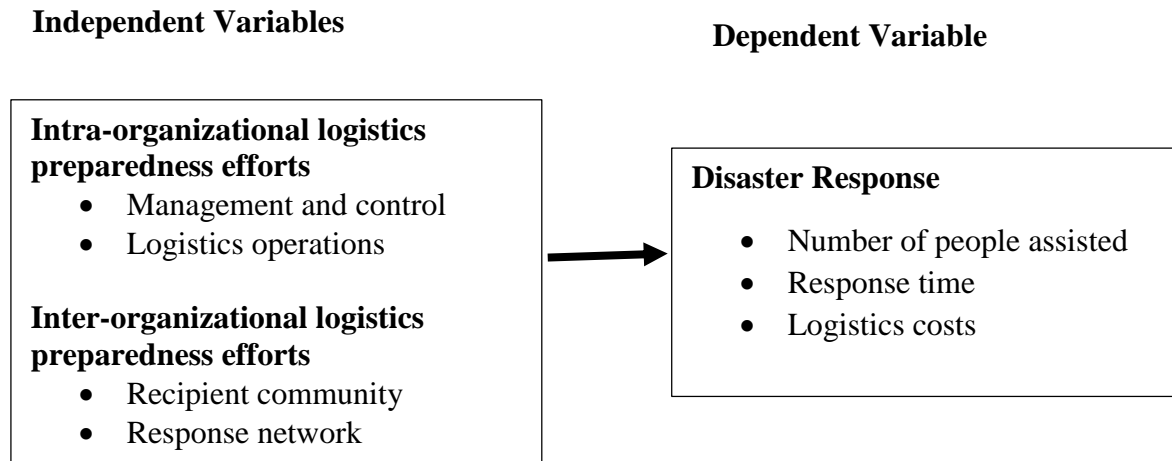 Independent Variables
Dependent Variable
Intra-organizational logistics
preparedness efforts
• Management and control
• Logistics operations
Inter-organizational logistics
preparedness efforts
• Recipient community
• Response network
Disaster Response
• Number of people assisted
• Response time
• Logistics costs